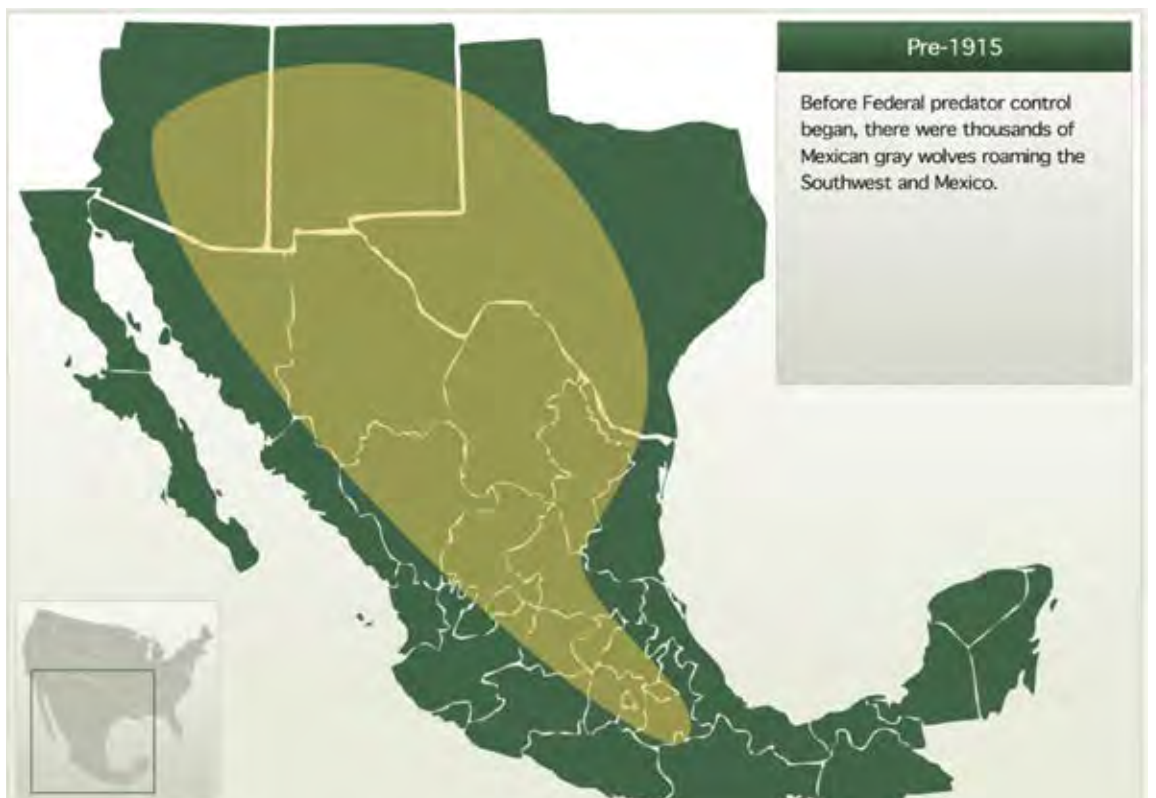 Pre-1915
Before Federal predator control
began, there were thousands of
Mexican gray wolves roaming the
Southwest and Mexico.